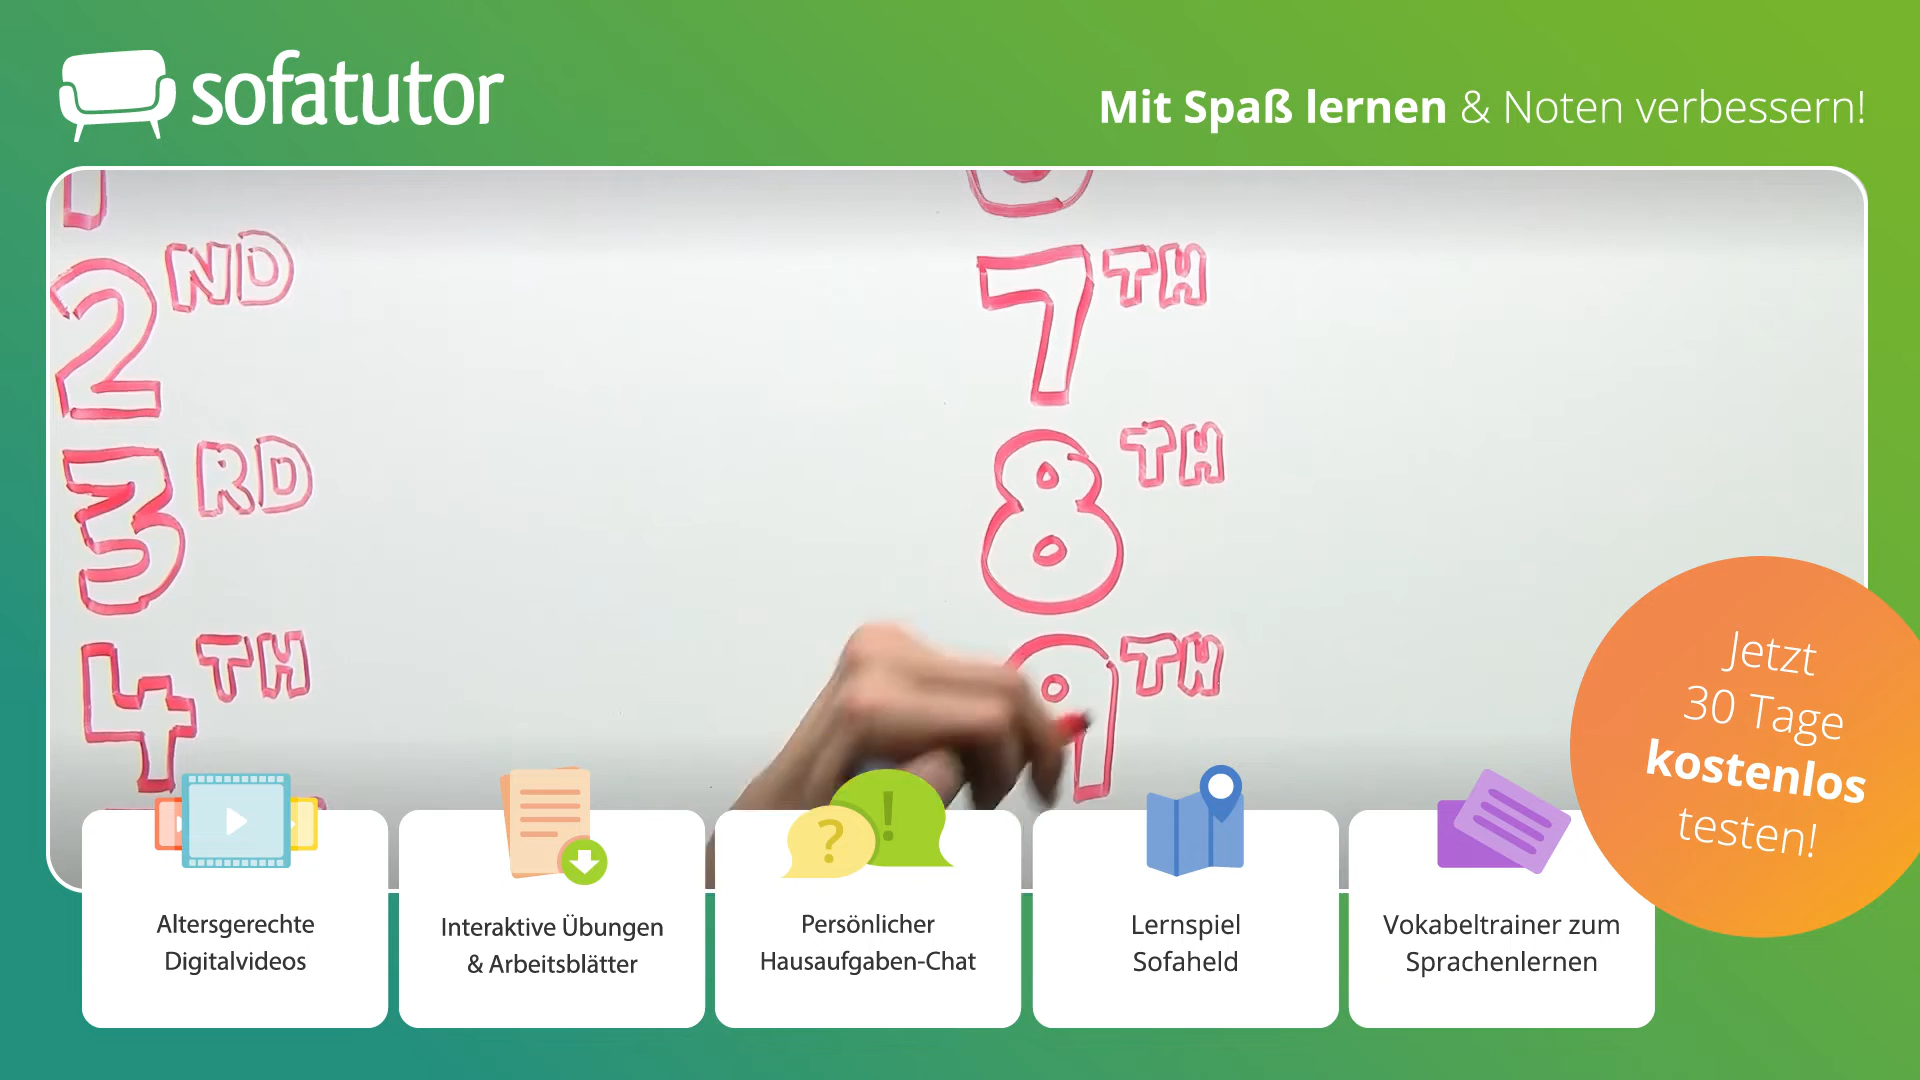 sofatutor
Mit Spaß lernen & Noten verbessern!
2ND
3RD
4TH
7TH
8TH
9TH
Jetzt
30 Tage
kostenlos
testen!
?
!
Altersgerechte
Digitalvideos
Interaktive Übungen
& Arbeitsblätter
Persönlicher
Hausaufgaben-Chat
Lernspiel
Sofaheld
Vokabeltrainer zum
Sprachenlernen